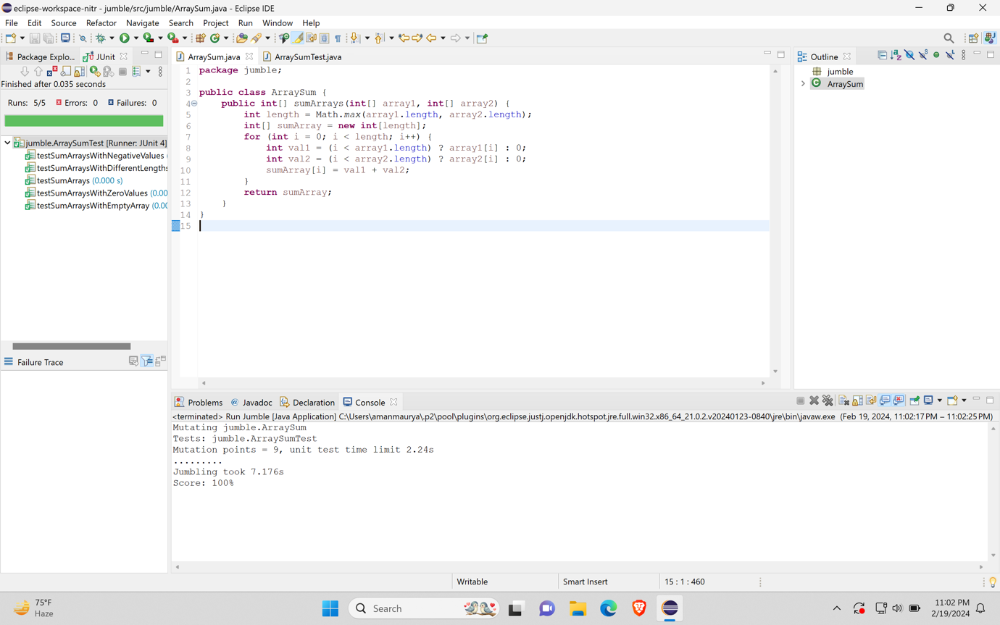 eclipse-workspace-nitr - jumble/src/jumble/ArraySum.java - Eclipse IDE
File Edit Source Refactor Navigate Search Project Run Window Help
Package Explo... JUnit
Finished after 0.035 seconds
Runs: 5/5 Errors: 0 Failures: 0
jumble.ArraySumTest [Runner: JUnit 4]
testSumArraysWithNegativeValues
testSumArraysWithDifferentLengths
testSumArrays (0.000 s)
testSumArraysWithZeroValues (0.00
testSumArraysWithEmptyArray (0.00
Failure Trace
ArraySum.java ArraySumTest.java
1 package jumble;
2
3 public class ArraySum {
4 public int[] sumArrays(int[] array1, int[] array2) {
5 int length = Math.max(array1.length, array2.length);
6 int[] sumArray = new int[length];
7 for (int i = 0; i < length; i++) {
8 int val1 = (i < array1.length) ? array1[i] : 0;
9 int val2 = (i < array2.length) ? array2[i] : 0;
10 sumArray[i] = val1 + val2;
11 }
12 return sumArray;
13 }
14 }
15
Outline
jumble
ArraySum
Problems @ Javadoc Declaration Console
<terminated> Run Jumble [Java Application] C:\Users\amanmaurya\.p2\pool\plugins\org.eclipse.justj.openjdk.hotspot.jre.full.win32.x86_64_21.0.2.v20240123-0840\jre\bin\javaw.exe (Feb 19, 2024, 11:02:17 PM – 11:02:25 PM)
Mutating jumble.ArraySum
Tests: jumble.ArraySumTest
Mutation points = 9, unit test time limit 2.24s
.........
Jumbling took 7.176s
Score: 100%
Writable Smart Insert 15 : 1 : 460
75°F
Haze
Search
11:02 PM
2/19/2024